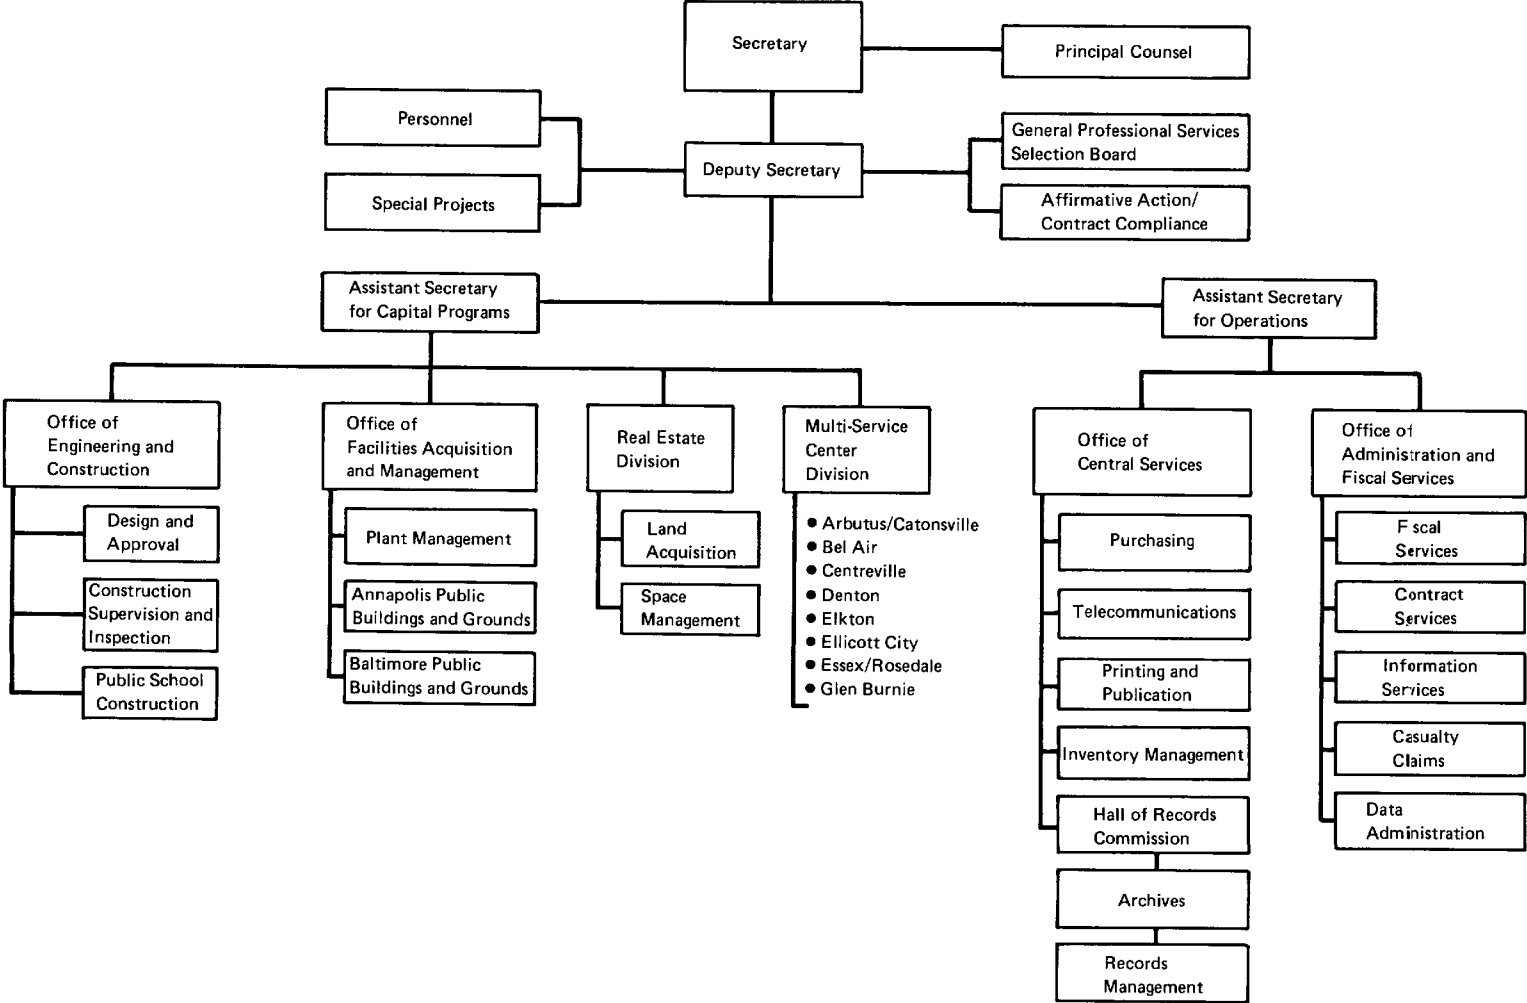 Secretary
Principal Counsel
Personnel
General Professional Services
Selection Board
Deputy Secretary
Special Projects
Affirmative Action/
Contract Compliance
Assistant Secretary
for Capital Programs
Assistant Secretary
for Operations
Office of
Engineering and
Construction
Office of
Facilities Acquisition
and Management
Real Estate
Division
Multi-Service
Center
Division
Office of
Central Services
Office of
Administration and
Fiscal Services
Design and
Approval
Construction
Supervision and
Inspection
Public School
Construction
Plant Management
Annapolis Public
Buildings and Grounds
Baltimore Public
Buildings and Grounds
Land
Acquisition
Space
Management
• Arbutus/Catonsville
• Bel Air
• Centreville
• Denton
• Elkton
• Ellicott City
• Essex/Rosedale
• Glen Burnie
Purchasing
Telecommunications
Printing and
Publication
Inventory Management
Hall of Records
Commission
Archives
Records
Management
Fiscal
Services
Contract
Services
Information
Services
Casualty
Claims
Data
Administration